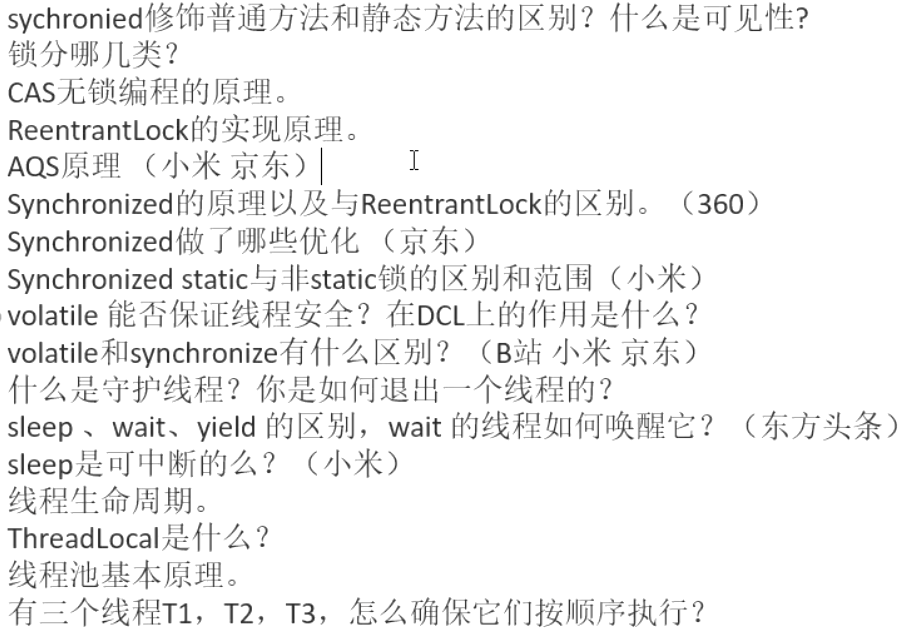 sychronied修饰普通方法和静态方法的区别？什么是可见性?
锁分哪几类？
CAS无锁编程的原理。
ReentrantLock的实现原理。
AQS原理 （小米 京东）
Synchronized的原理以及与ReentrantLock的区别。（360）
Synchronized做了哪些优化 （京东）
Synchronized static与非static锁的区别和范围（小米）
volatile 能否保证线程安全？在DCL上的作用是什么？
volatile和synchronize有什么区别？（B站 小米 京东）
什么是守护线程？你是如何退出一个线程的？
sleep 、wait、yield 的区别，wait 的线程如何唤醒它？（东方头条）
sleep是可中断的么？（小米）
线程生命周期。
ThreadLocal是什么？
线程池基本原理。
有三个线程T1，T2，T3，怎么确保它们按顺序执行？